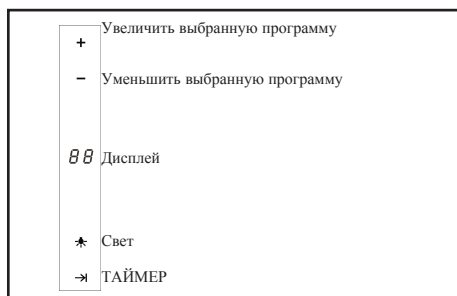 + Увеличить выбранную программу
− Уменьшить выбранную программу
88 Дисплей
Свет
ТАЙМЕР